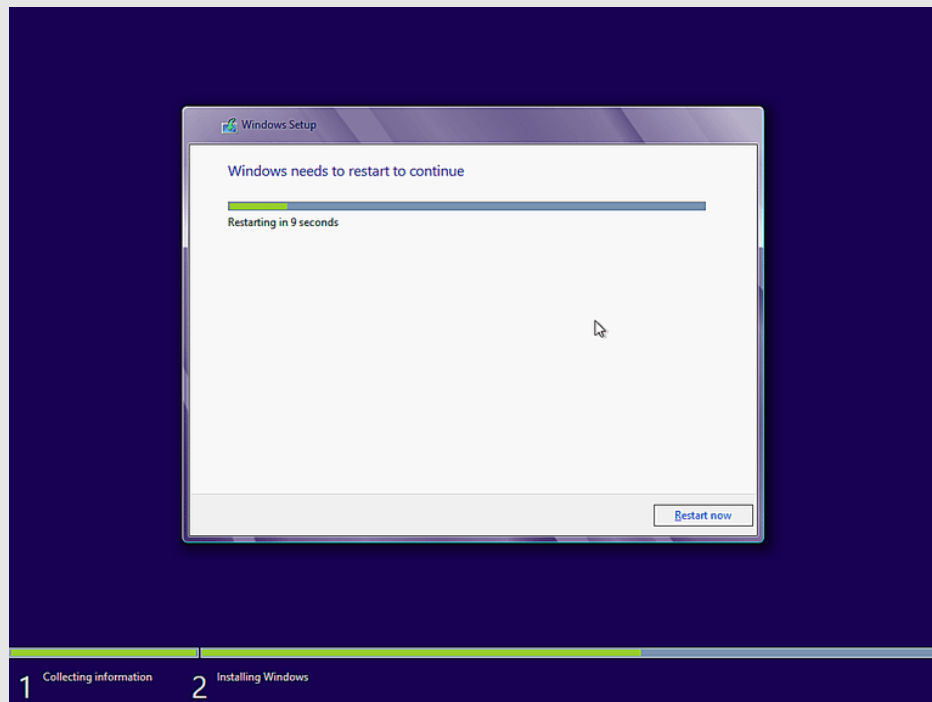 Windows Setup
Windows needs to restart to continue
Restarting in 9 seconds
Restart now
1 Collecting information
2 Installing Windows